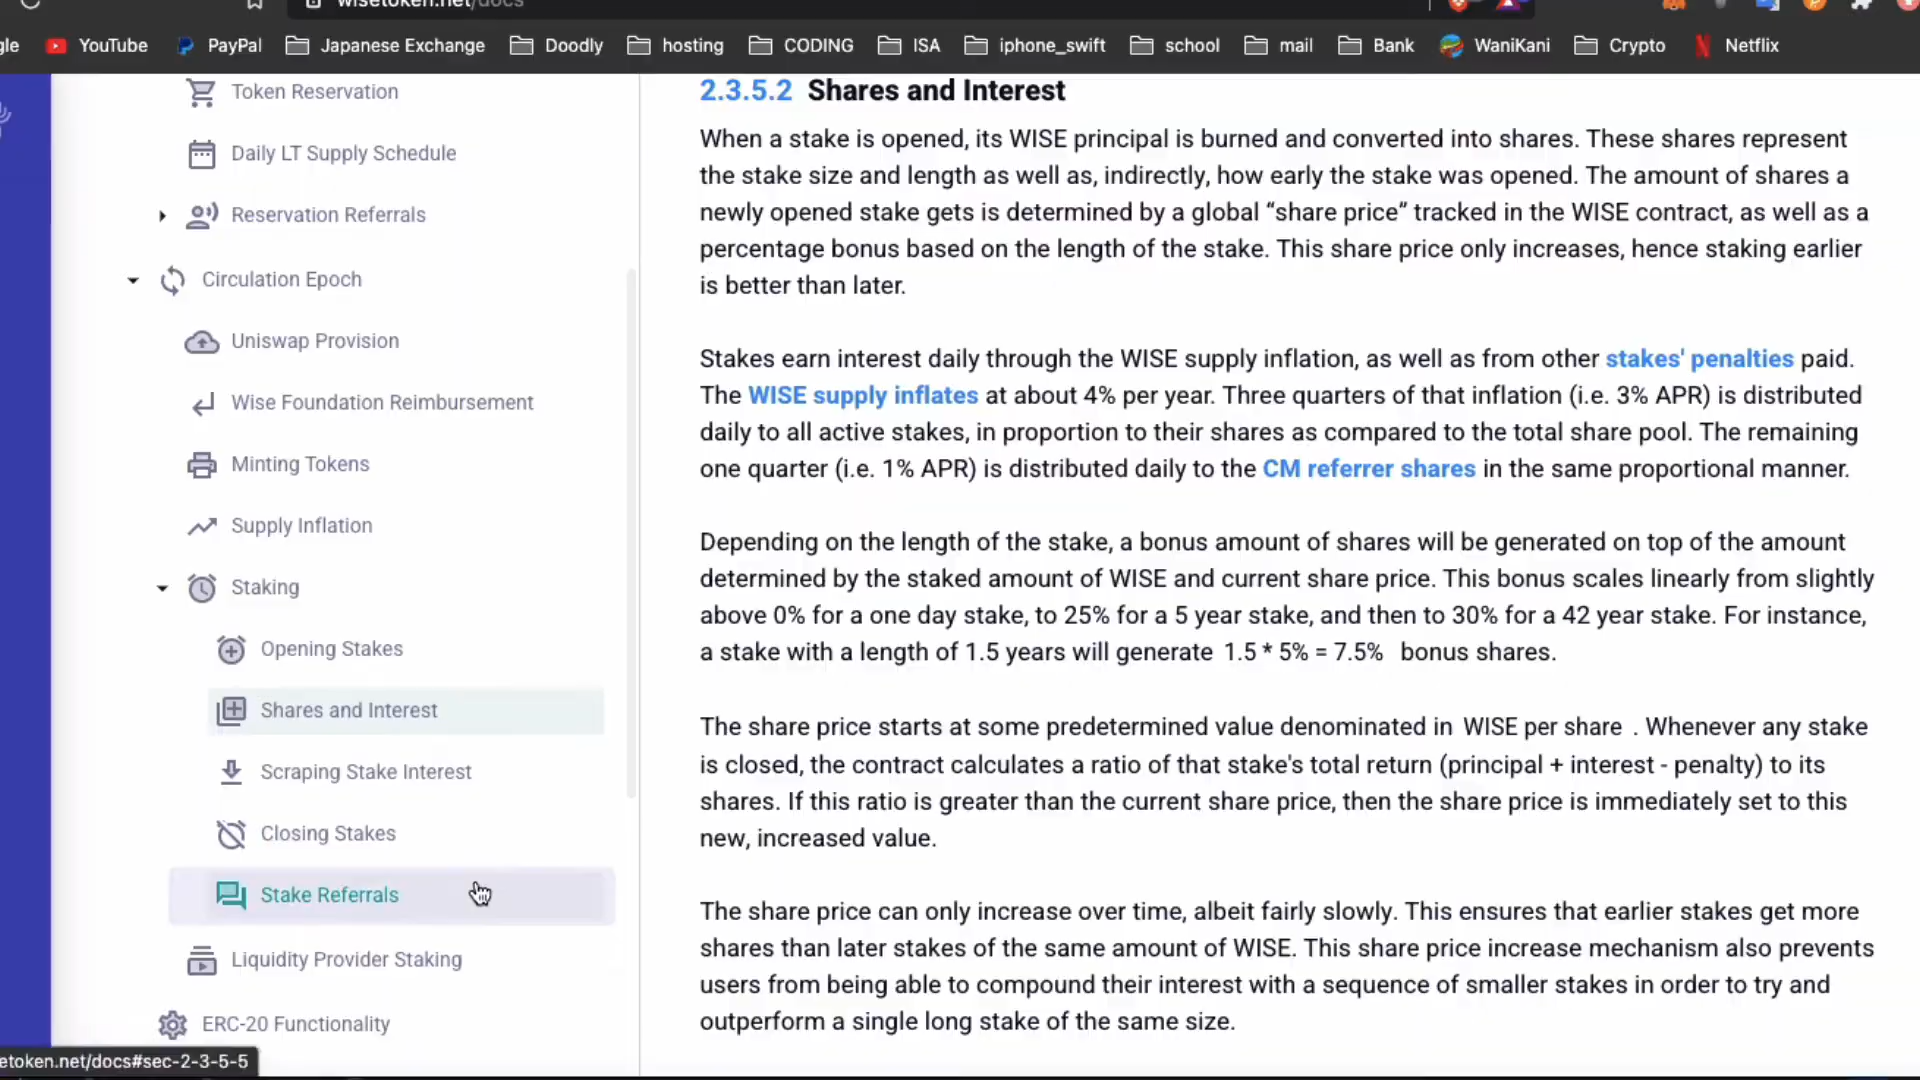 wisetoken.net/docs
gle YouTube PayPal Japanese Exchange Doodly hosting CODING ISA iphone_swift school mail Bank WaniKani Crypto Netflix
Token Reservation
Daily LT Supply Schedule
Reservation Referrals
Circulation Epoch
Uniswap Provision
Wise Foundation Reimbursement
Minting Tokens
Supply Inflation
Staking
Opening Stakes
Shares and Interest
Scraping Stake Interest
Closing Stakes
Stake Referrals
Liquidity Provider Staking
ERC-20 Functionality
etoken.net/docs#sec-2-3-5-5
2.3.5.2 Shares and Interest
When a stake is opened, its WISE principal is burned and converted into shares. These shares represent
the stake size and length as well as, indirectly, how early the stake was opened. The amount of shares a
newly opened stake gets is determined by a global “share price” tracked in the WISE contract, as well as a
percentage bonus based on the length of the stake. This share price only increases, hence staking earlier
is better than later.
Stakes earn interest daily through the WISE supply inflation, as well as from other stakes' penalties paid.
The WISE supply inflates at about 4% per year. Three quarters of that inflation (i.e. 3% APR) is distributed
daily to all active stakes, in proportion to their shares as compared to the total share pool. The remaining
one quarter (i.e. 1% APR) is distributed daily to the CM referrer shares in the same proportional manner.
Depending on the length of the stake, a bonus amount of shares will be generated on top of the amount
determined by the staked amount of WISE and current share price. This bonus scales linearly from slightly
above 0% for a one day stake, to 25% for a 5 year stake, and then to 30% for a 42 year stake. For instance,
a stake with a length of 1.5 years will generate 1.5 * 5% = 7.5% bonus shares.
The share price starts at some predetermined value denominated in WISE per share . Whenever any stake
is closed, the contract calculates a ratio of that stake's total return (principal + interest - penalty) to its
shares. If this ratio is greater than the current share price, then the share price is immediately set to this
new, increased value.
The share price can only increase over time, albeit fairly slowly. This ensures that earlier stakes get more
shares than later stakes of the same amount of WISE. This share price increase mechanism also prevents
users from being able to compound their interest with a sequence of smaller stakes in order to try and
outperform a single long stake of the same size.